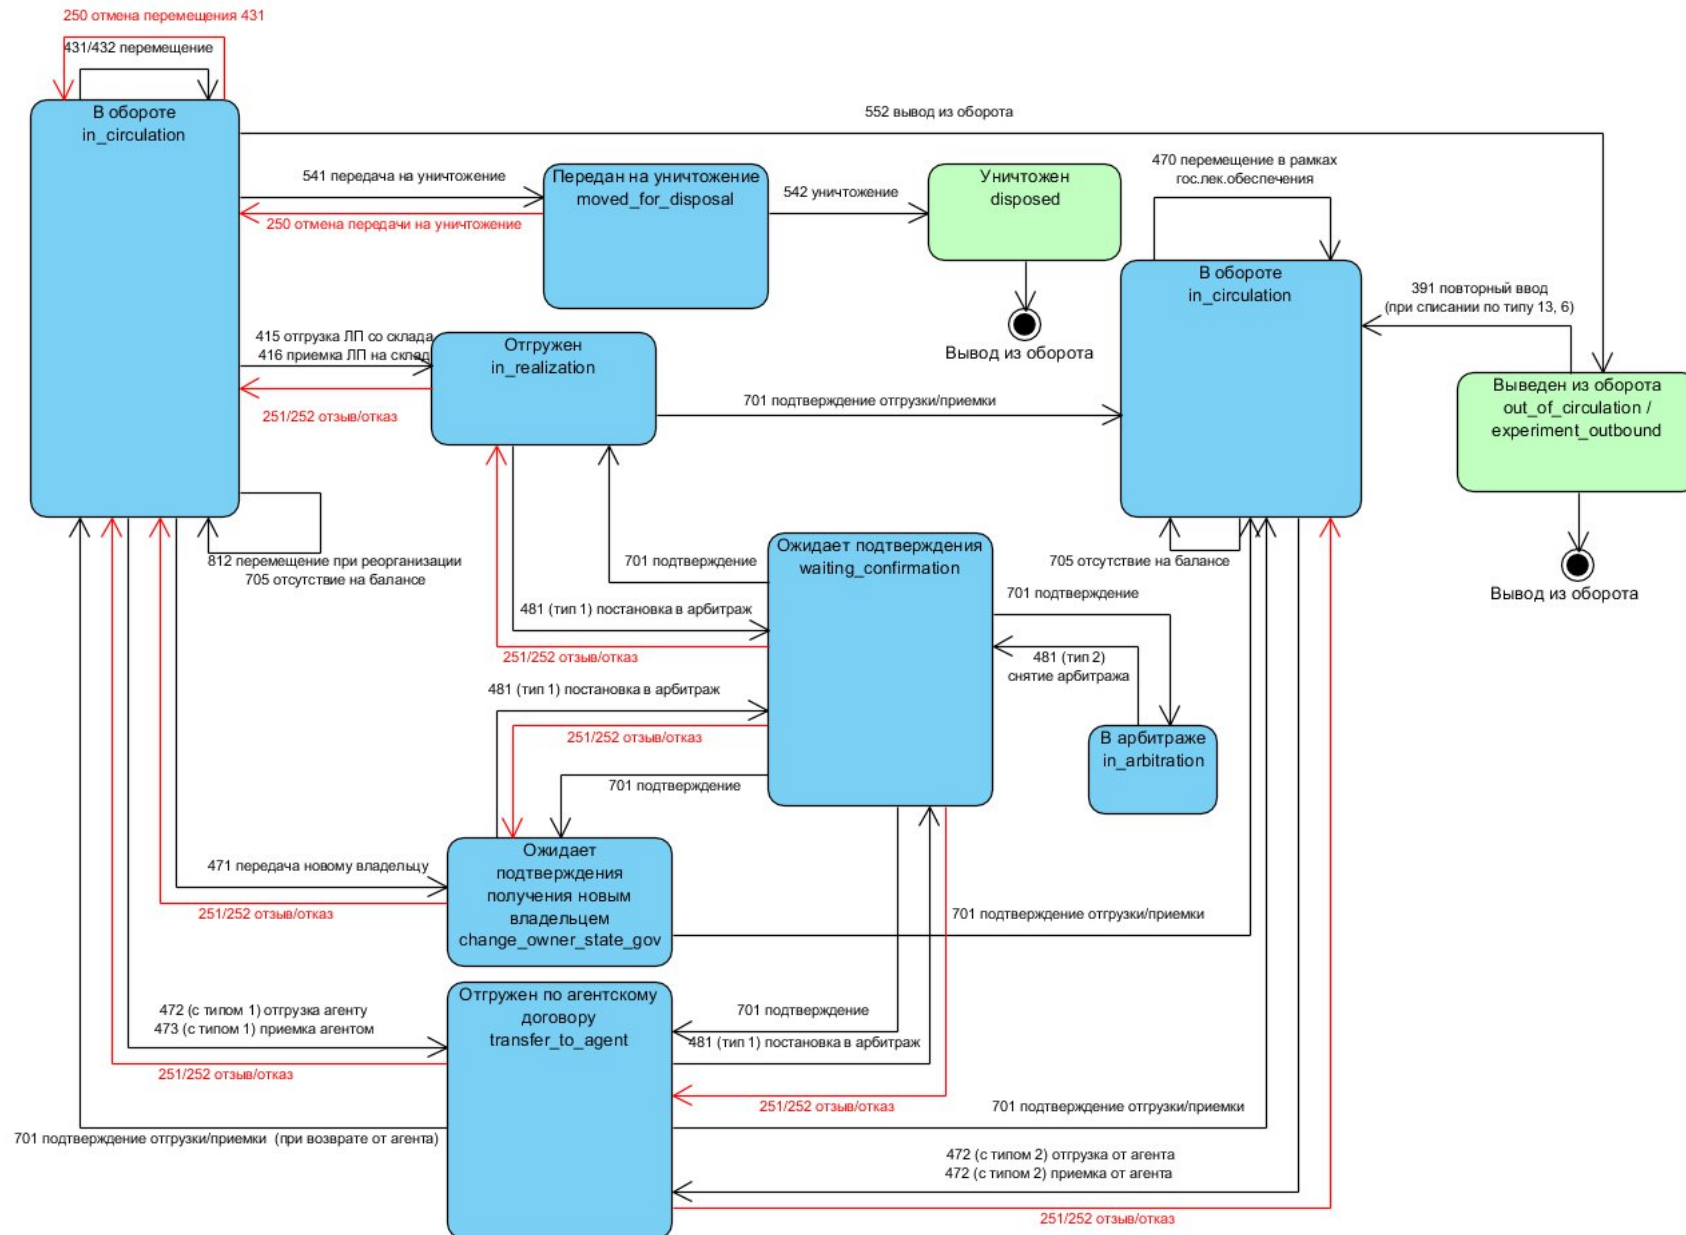 250 отмена перемещения 431
431/432 перемещение
В обороте
in_circulation
552 вывод из оборота
541 передача на уничтожение
250 отмена передачи на уничтожение
Передан на уничтожение
moved_for_disposal
542 уничтожение
Уничтожен
disposed
Вывод из оборота
470 перемещение в рамках
гос.лек.обеспечения
В обороте
in_circulation
391 повторный ввод
(при списании по типу 13, 6)
Выведен из оборота
out_of_circulation /
experiment_outbound
Вывод из оборота
415 отгрузка ЛП со склада
416 приемка ЛП на склад
251/252 отзыв/отказ
Отгружен
in_realization
701 подтверждение отгрузки/приемки
812 перемещение при реорганизации
705 отсутствие на балансе
701 подтверждение
481 (тип 1) постановка в арбитраж
251/252 отзыв/отказ
Ожидает подтверждения
waiting_confirmation
705 отсутствие на балансе
701 подтверждение
481 (тип 2)
снятие арбитража
В арбитраже
in_arbitration
481 (тип 1) постановка в арбитраж
251/252 отзыв/отказ
701 подтверждение
471 передача новому владельцу
251/252 отзыв/отказ
Ожидает
подтверждения
получения новым
владельцем
change_owner_state_gov
701 подтверждение отгрузки/приемки
472 (с типом 1) отгрузка агенту
473 (с типом 1) приемка агентом
251/252 отзыв/отказ
Отгружен по агентскому
договору
transfer_to_agent
701 подтверждение
481 (тип 1) постановка в арбитраж
251/252 отзыв/отказ
701 подтверждение отгрузки/приемки
701 подтверждение отгрузки/приемки (при возврате от агента)
472 (с типом 2) отгрузка от агента
472 (с типом 2) приемка от агента
251/252 отзыв/отказ